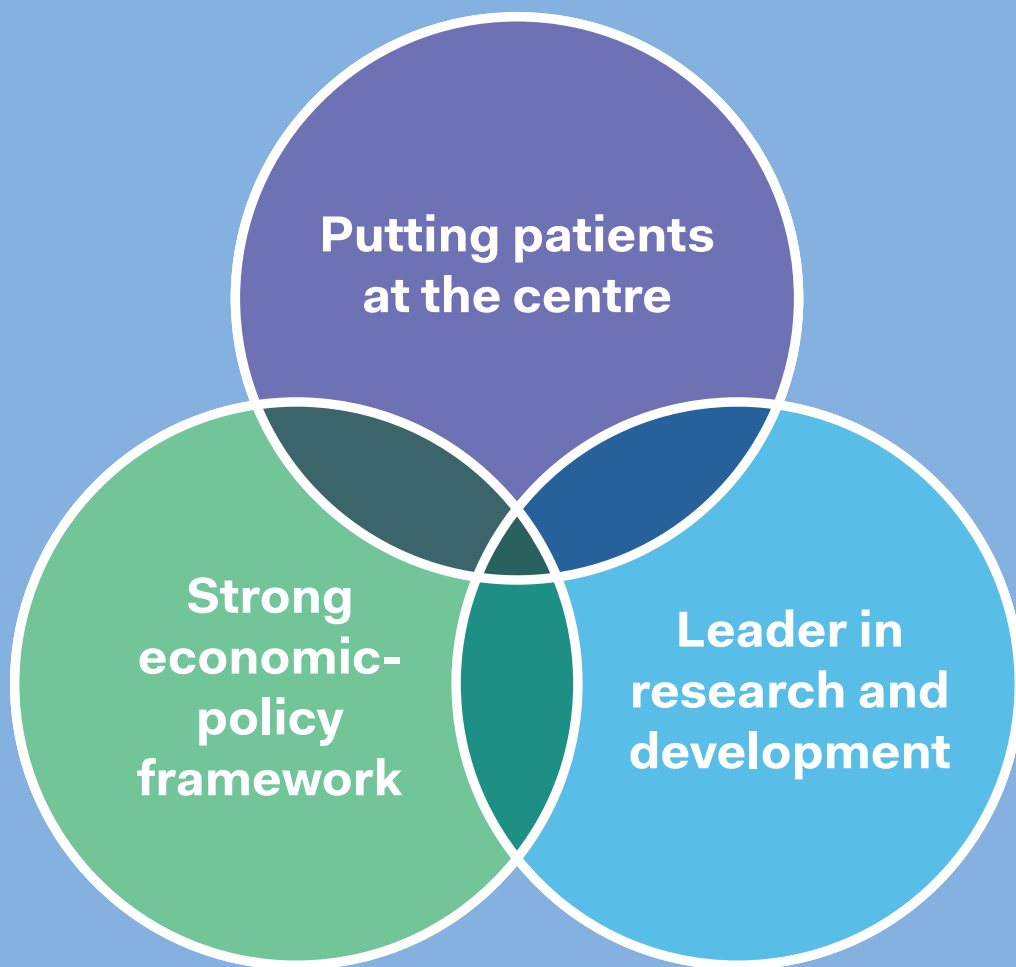 Putting patients
at the centre
Strong
economic-
policy
framework
Leader in
research and
development